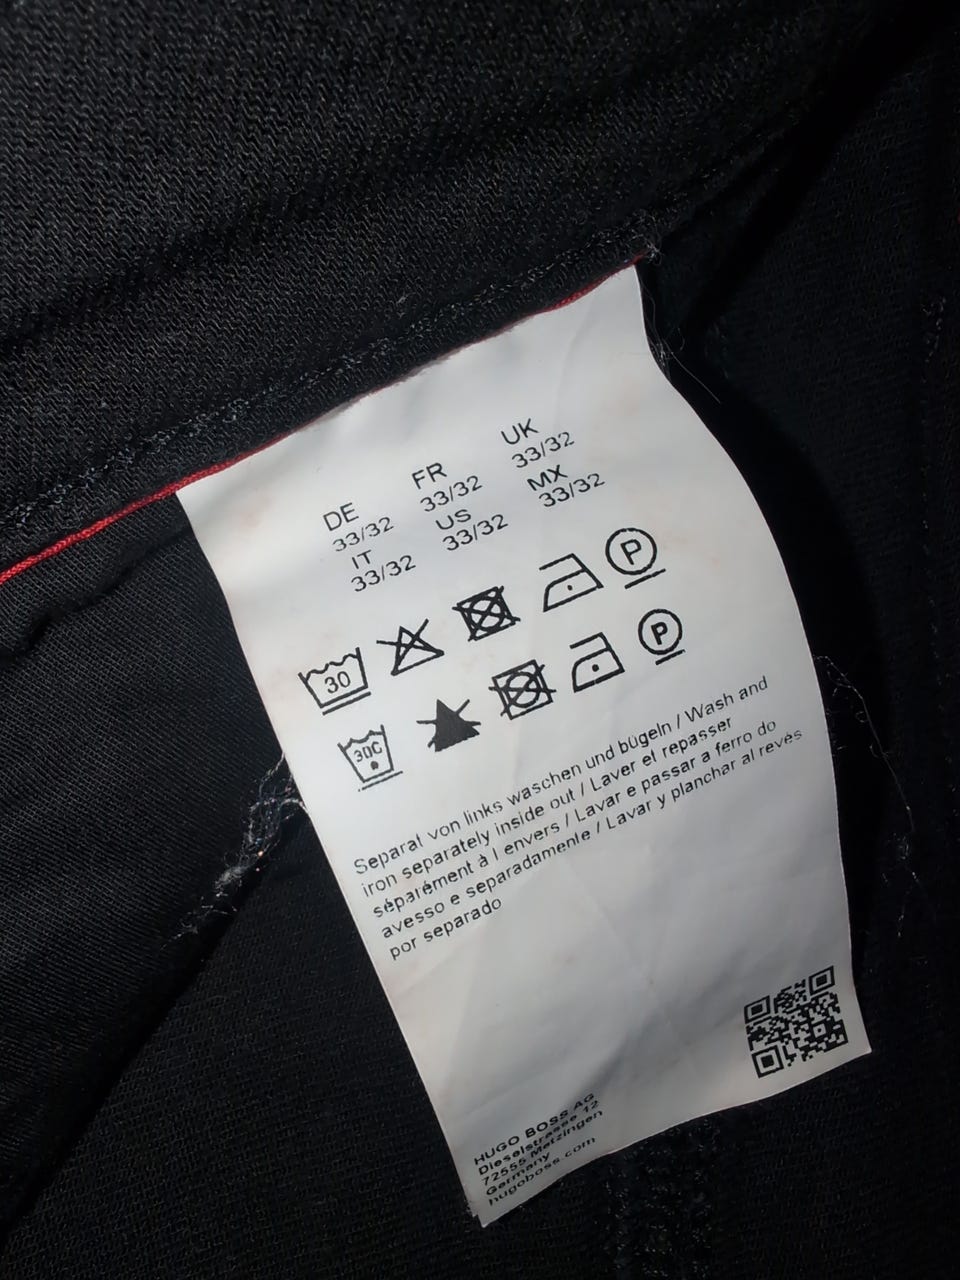 DE FR UK
33/32 33/32 33/32
IT US MX
33/32 33/32 33/32
30 P
30C P
Separat von links waschen und bügeln / Wash and
iron separately inside out / Laver et repasser
séparément à l envers / Lavar e passar a ferro do
avesso e separadamente / Lavar y planchar al revés
por separado
HUGO BOSS AG
Dieselstrasse 12
72555 Metzingen
Germany
hugoboss.com